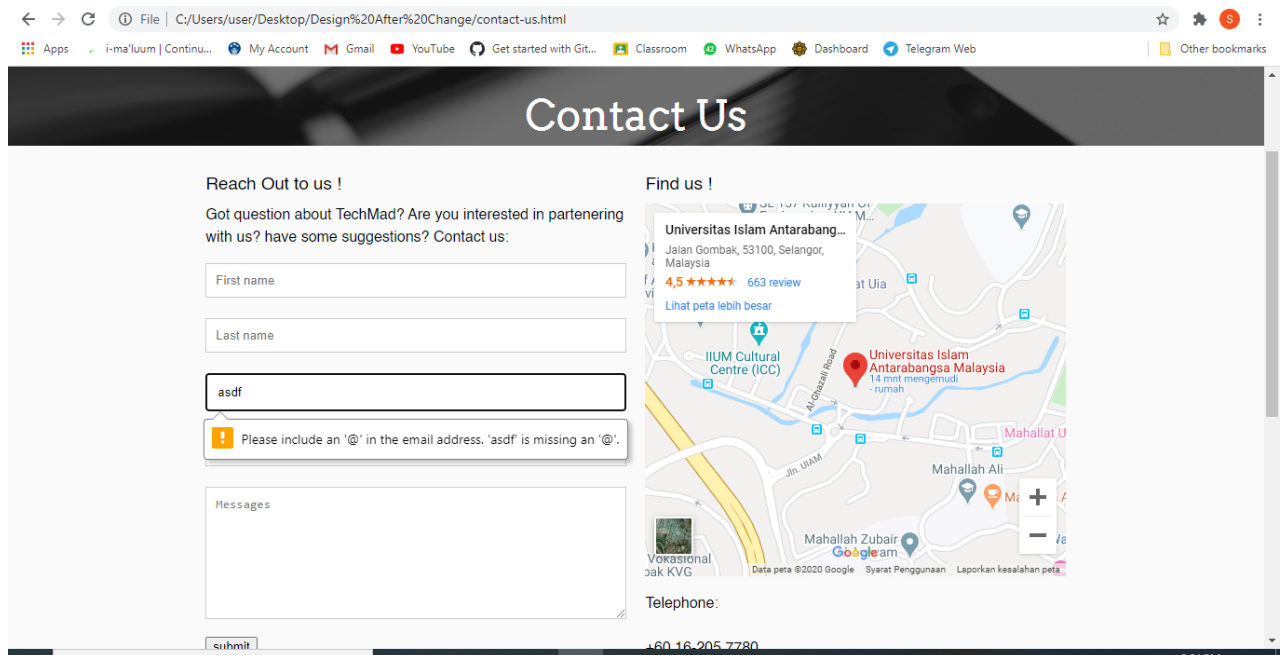 File | C:/Users/user/Desktop/Design%20After%20Change/contact-us.html
S
Apps i-ma'luum | Continu... My Account Gmail YouTube Get started with Git... Classroom WhatsApp Dashboard Telegram Web Other bookmarks
Contact Us
Reach Out to us !
Got question about TechMad? Are you interested in partenering
with us? have some suggestions? Contact us:
First name
Last name
asdf
! Please include an '@' in the email address. 'asdf' is missing an '@'.
Messages
submit
Find us !
Universitas Islam Antarabang...
Jalan Gombak, 53100, Selangor,
Malaysia
4,5 663 review
Lihat peta lebih besar
at Uia
IIUM Cultural
Centre (ICC)
Al-Ghazali Road
Universitas Islam
Antarabangsa Malaysia
14 mnt mengemudi
- rumah
Mahallat U
Jln. UIAM
Mahallah Ali
Mahallah Zubair
Google
Vokasional
KVG
Data peta ©2020 Google Syarat Penggunaan Laporkan kesalahan peta
Telephone:
+60 16-205 7780